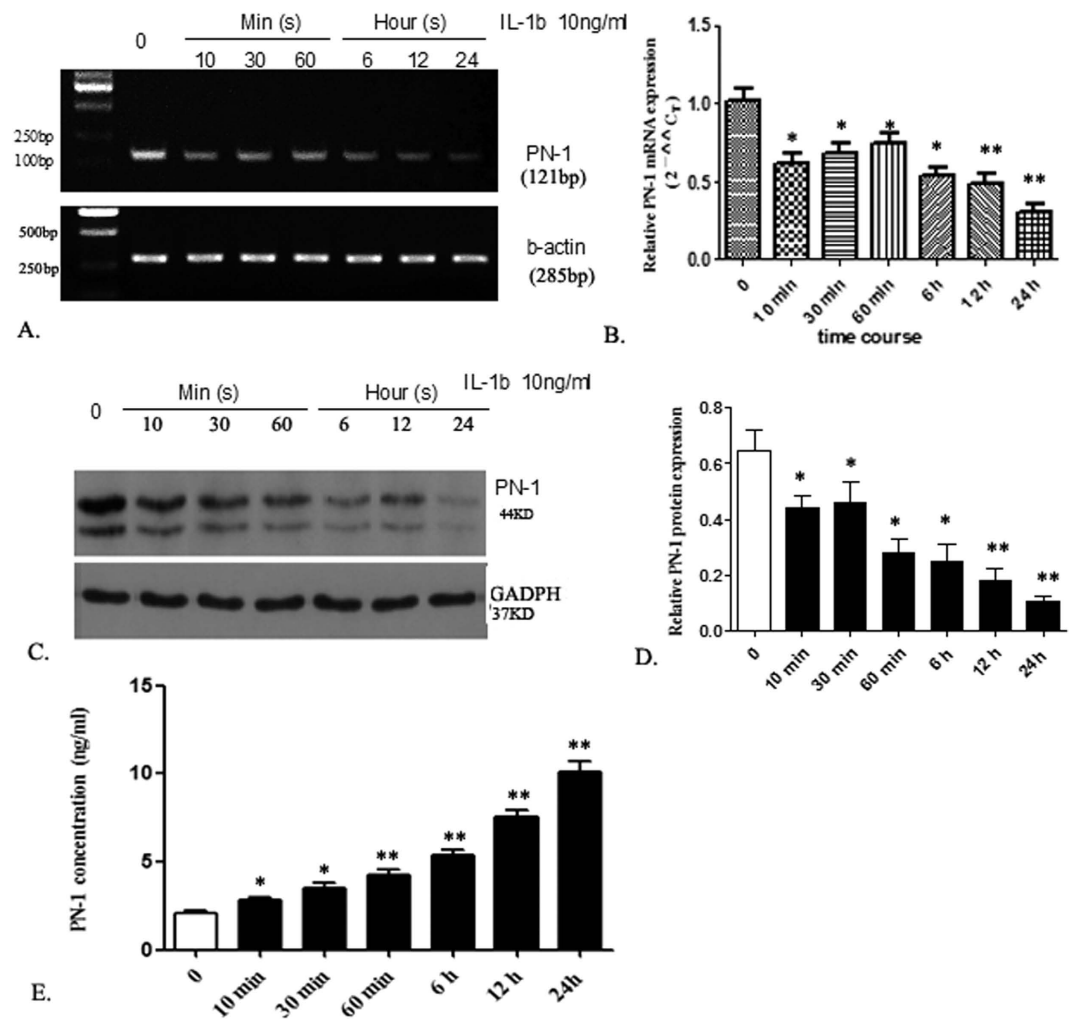 Min (s) Hour (s) IL-1b 10ng/ml
0 10 30 60 6 12 24
250bp
100bp
PN-1
(121bp)
500bp
250bp
b-actin
(285bp)
A.
Relative PN-1 mRNA expression
(2 ⁻^^C_T)
1.5
1.0
0.5
0.0
* * * * ** **
0 10 min 30 min 60 min 6 h 12 h 24 h
time course
B.
Min (s) Hour (s) IL-1b 10ng/ml
0 10 30 60 6 12 24
PN-1
44KD
GADPH
'37KD
C.
Relative PN-1 protein expression
0.8
0.6
0.4
0.2
0.0
* * * * ** **
0 10 min 30 min 60 min 6 h 12 h 24h
D.
PN-1 concentration (ng/ml)
15
10
5
0
* * ** ** ** **
0 10 min 30 min 60 min 6 h 12 h 24h
E.